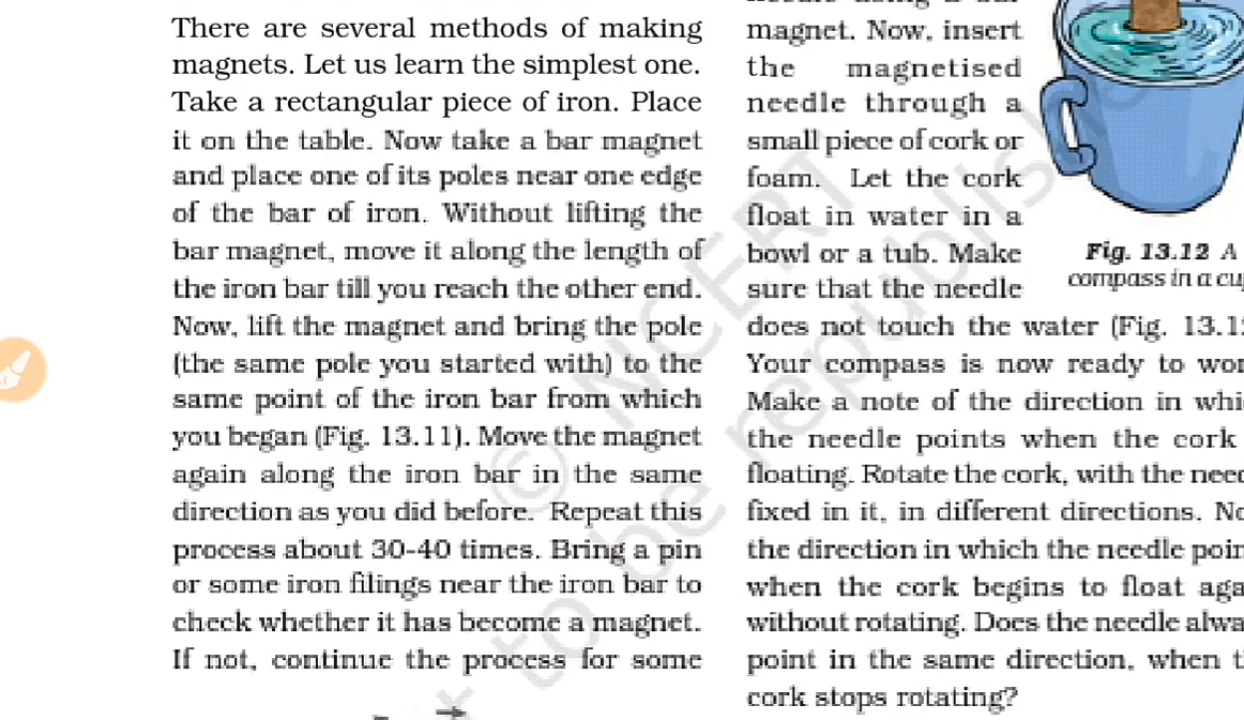 There are several methods of making
magnets. Let us learn the simplest one.
Take a rectangular piece of iron. Place
it on the table. Now take a bar magnet
and place one of its poles near one edge
of the bar of iron. Without lifting the
bar magnet, move it along the length of
the iron bar till you reach the other end.
Now, lift the magnet and bring the pole
(the same pole you started with) to the
same point of the iron bar from which
you began (Fig. 13.11). Move the magnet
again along the iron bar in the same
direction as you did before. Repeat this
process about 30-40 times. Bring a pin
or some iron filings near the iron bar to
check whether it has become a magnet.
If not, continue the process for some
magnet. Now, insert
the magnetised
needle through a
small piece of cork or
foam. Let the cork
float in water in a
bowl or a tub. Make
sure that the needle
does not touch the water (Fig. 13.1
Your compass is now ready to wor
Make a note of the direction in whi
the needle points when the cork
floating. Rotate the cork, with the need
fixed in it, in different directions. No
the direction in which the needle poin
when the cork begins to float aga
without rotating. Does the needle alwa
point in the same direction, when t
cork stops rotating?
Fig. 13.12 A
compass in a cu
© NCERT
to be republish